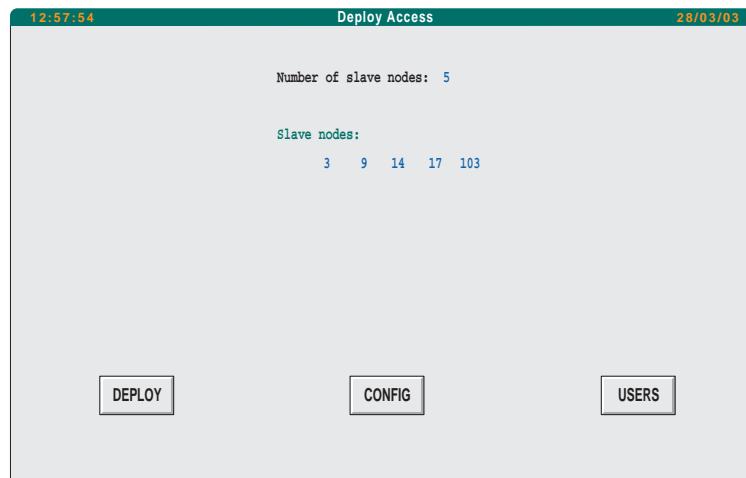 12:57:54 Deploy Access 28/03/03
Number of slave nodes: 5
Slave nodes:
3 9 14 17 103
DEPLOY CONFIG USERS